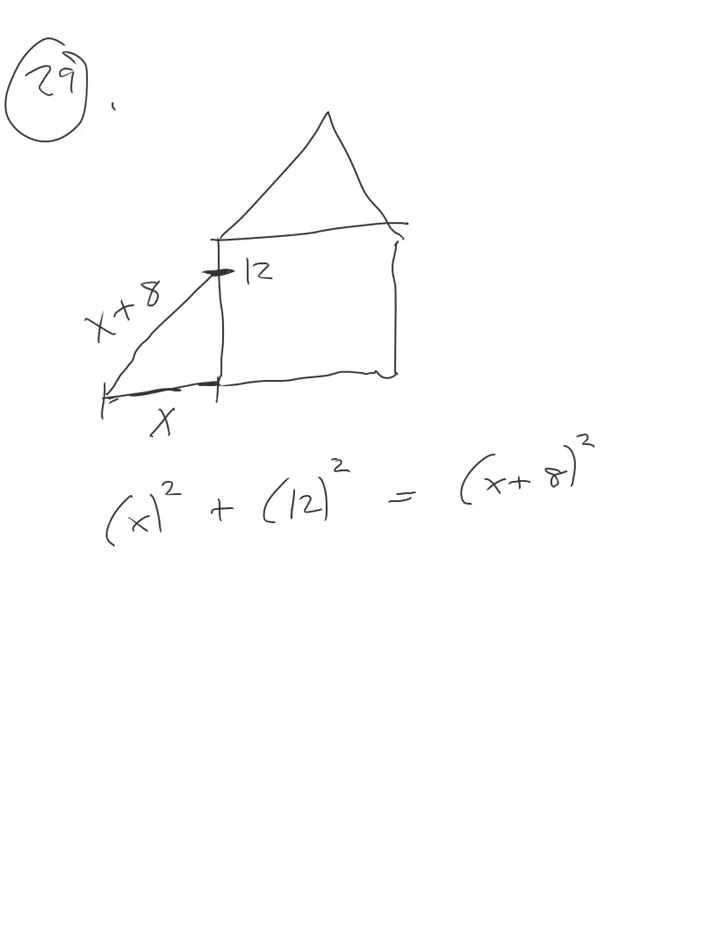 29.
12
x+8
x
(x)² + (12)² = (x+8)²